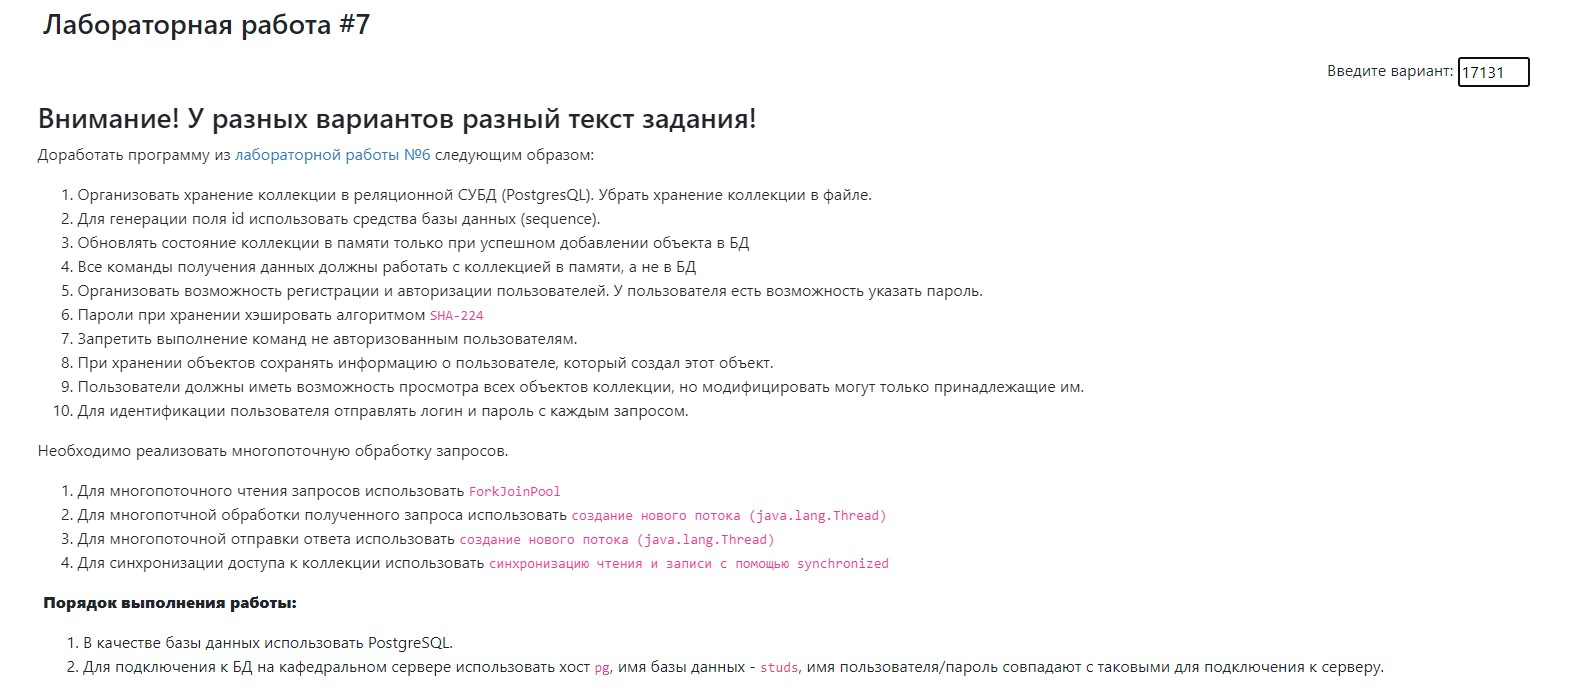 Лабораторная работа #7
Введите вариант: 17131
Внимание! У разных вариантов разный текст задания!
Доработать программу из лабораторной работы №6 следующим образом:
1. Организовать хранение коллекции в реляционной СУБД (PostgresQL). Убрать хранение коллекции в файле.
2. Для генерации поля id использовать средства базы данных (sequence).
3. Обновлять состояние коллекции в памяти только при успешном добавлении объекта в БД
4. Все команды получения данных должны работать с коллекцией в памяти, а не в БД
5. Организовать возможность регистрации и авторизации пользователей. У пользователя есть возможность указать пароль.
6. Пароли при хранении хэшировать алгоритмом SHA-224
7. Запретить выполнение команд не авторизованным пользователям.
8. При хранении объектов сохранять информацию о пользователе, который создал этот объект.
9. Пользователи должны иметь возможность просмотра всех объектов коллекции, но модифицировать могут только принадлежащие им.
10. Для идентификации пользователя отправлять логин и пароль с каждым запросом.
Необходимо реализовать многопоточную обработку запросов.
1. Для многопоточного чтения запросов использовать ForkJoinPool
2. Для многопотчной обработки полученного запроса использовать создание нового потока (java.lang.Thread)
3. Для многопоточной отправки ответа использовать создание нового потока (java.lang.Thread)
4. Для синхронизации доступа к коллекции использовать синхронизацию чтения и записи с помощью synchronized
Порядок выполнения работы:
1. В качестве базы данных использовать PostgreSQL.
2. Для подключения к БД на кафедральном сервере использовать хост pg, имя базы данных - studs, имя пользователя/пароль совпадают с таковыми для подключения к серверу.